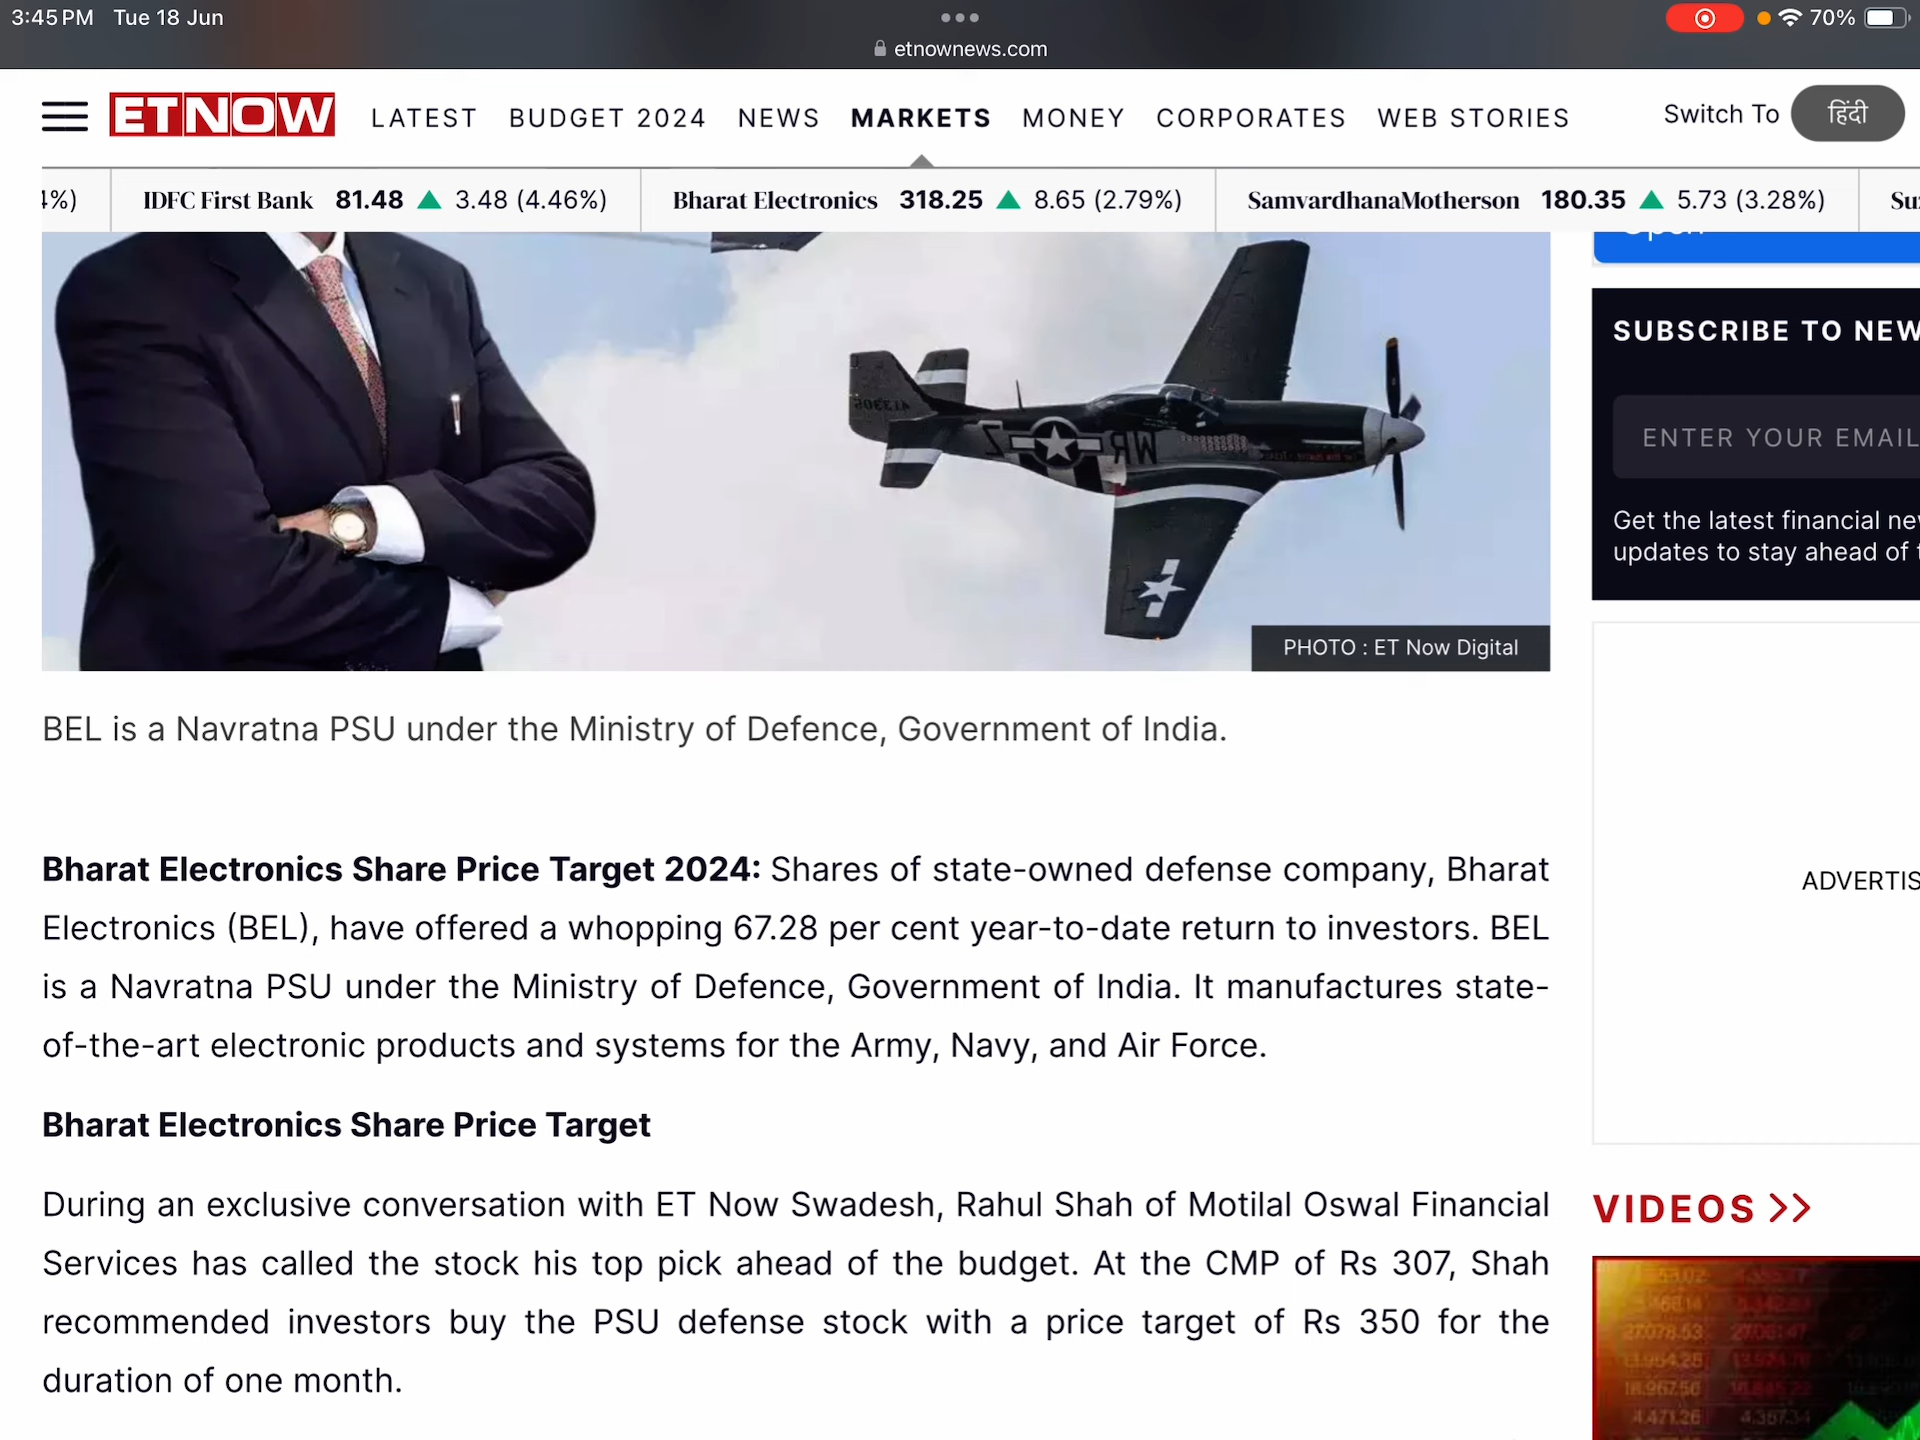 3:45 PM Tue 18 Jun
70%
etnownews.com
ETNOW LATEST BUDGET 2024 NEWS MARKETS MONEY CORPORATES WEB STORIES Switch To हिंदी
4%) IDFC First Bank 81.48 ▲ 3.48 (4.46%) Bharat Electronics 318.25 ▲ 8.65 (2.79%) SamvardhanaMotherson 180.35 ▲ 5.73 (3.28%) Su
Open
WR
Z
PHOTO : ET Now Digital
BEL is a Navratna PSU under the Ministry of Defence, Government of India.
Bharat Electronics Share Price Target 2024: Shares of state-owned defense company, Bharat
Electronics (BEL), have offered a whopping 67.28 per cent year-to-date return to investors. BEL
is a Navratna PSU under the Ministry of Defence, Government of India. It manufactures state-
of-the-art electronic products and systems for the Army, Navy, and Air Force.
Bharat Electronics Share Price Target
During an exclusive conversation with ET Now Swadesh, Rahul Shah of Motilal Oswal Financial
Services has called the stock his top pick ahead of the budget. At the CMP of Rs 307, Shah
recommended investors buy the PSU defense stock with a price target of Rs 350 for the
duration of one month.
SUBSCRIBE TO NEW
ENTER YOUR EMAIL
Get the latest financial ne
updates to stay ahead of t
ADVERTIS
VIDEOS >>